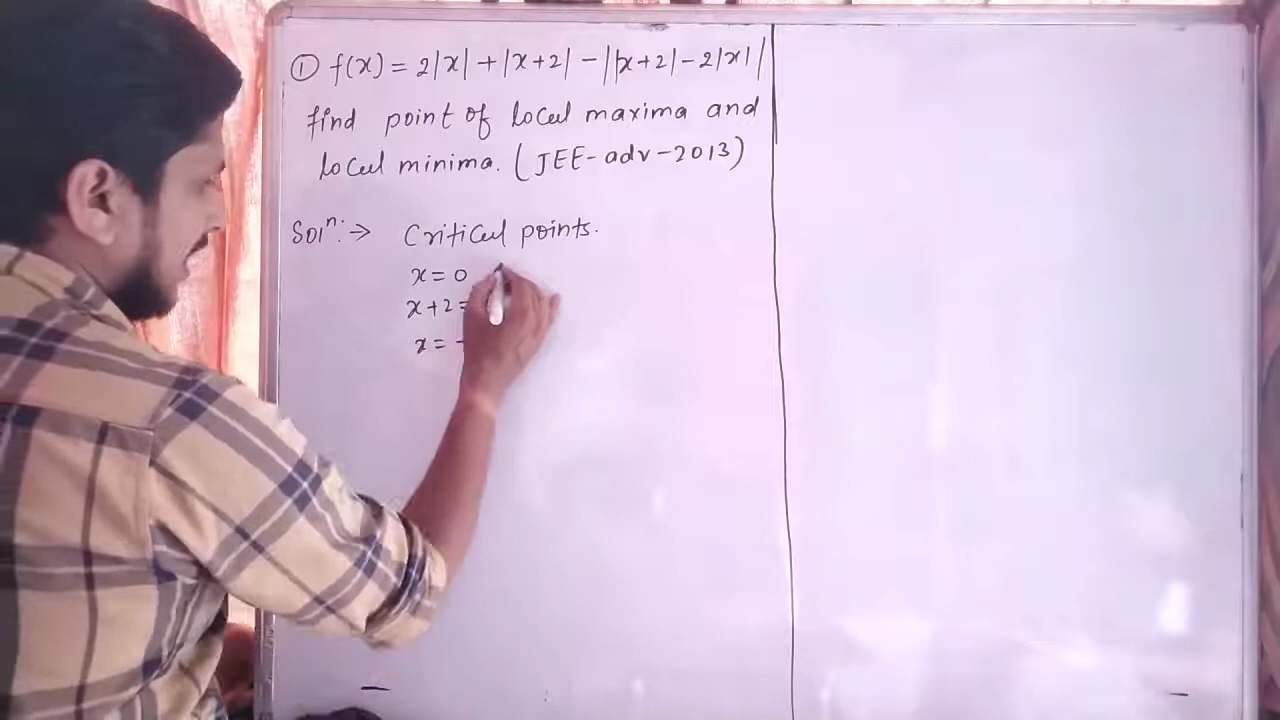 ① f(x) = 2|x| + |x+2| - ||x+2| - 2|x||
find point of local maxima and
local minima. (JEE-adv-2013)
Solⁿ:→ Critical points.
x = 0
x+2 =
x = -